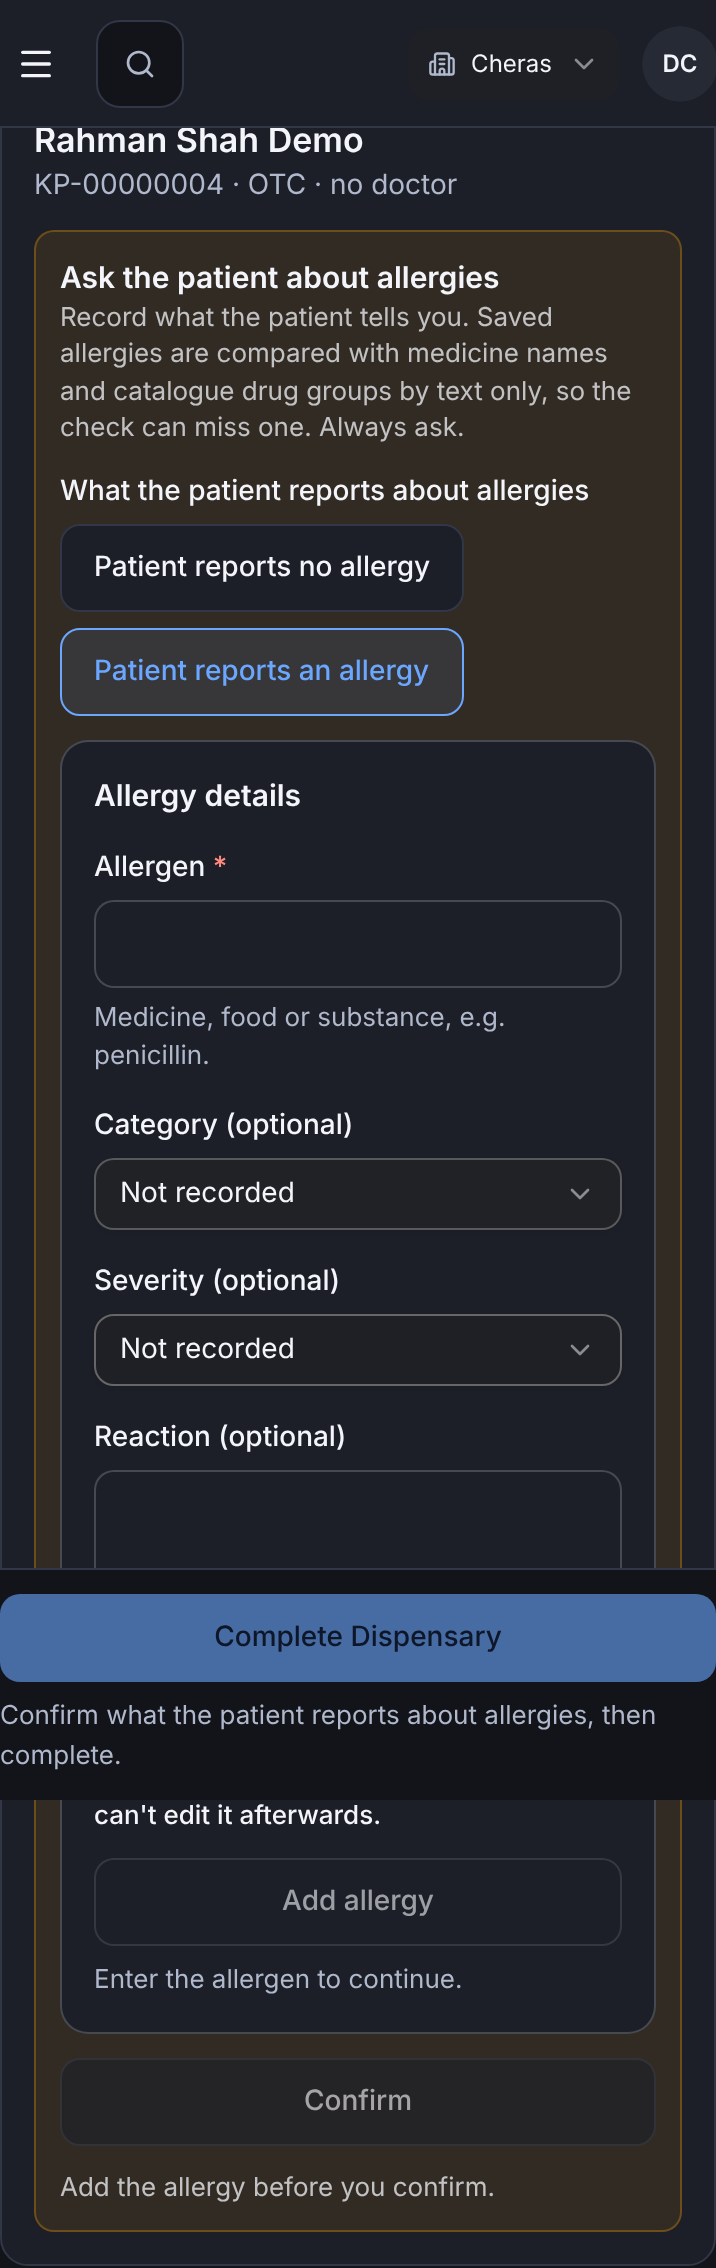 Cheras
DC
Rahman Shah Demo
KP-00000004 · OTC · no doctor
Ask the patient about allergies
Record what the patient tells you. Saved
allergies are compared with medicine names
and catalogue drug groups by text only, so the
check can miss one. Always ask.
What the patient reports about allergies
Patient reports no allergy
Patient reports an allergy
Allergy details
Allergen *
Medicine, food or substance, e.g.
penicillin.
Category (optional)
Not recorded
Severity (optional)
Not recorded
Reaction (optional)
Complete Dispensary
Confirm what the patient reports about allergies, then
complete.
can't edit it afterwards.
Add allergy
Enter the allergen to continue.
Confirm
Add the allergy before you confirm.